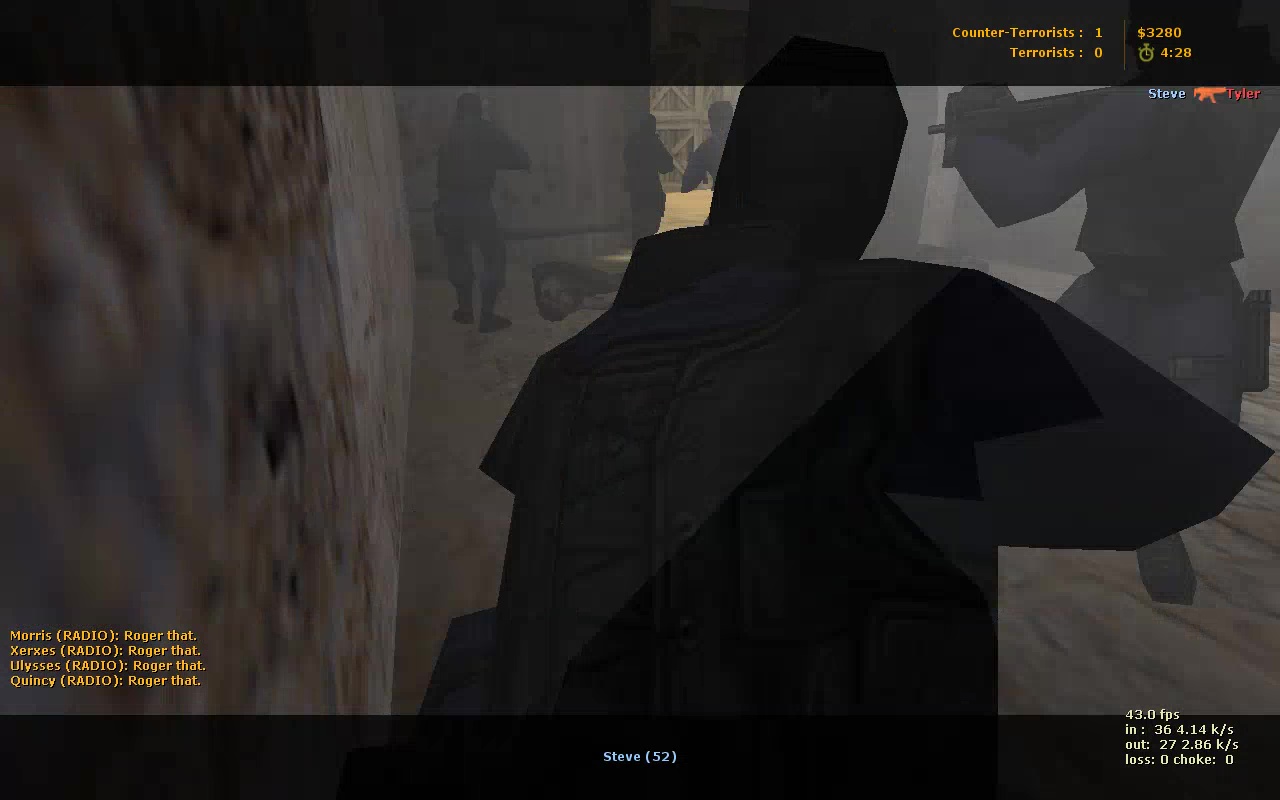 Counter-Terrorists : 1 $3280
Terrorists : 0 4:28
Steve Tyler
Morris (RADIO): Roger that.
Xerxes (RADIO): Roger that.
Ulysses (RADIO): Roger that.
Quincy (RADIO): Roger that.
43.0 fps
in : 36 4.14 k/s
out: 27 2.86 k/s
loss: 0 choke: 0
Steve (52)